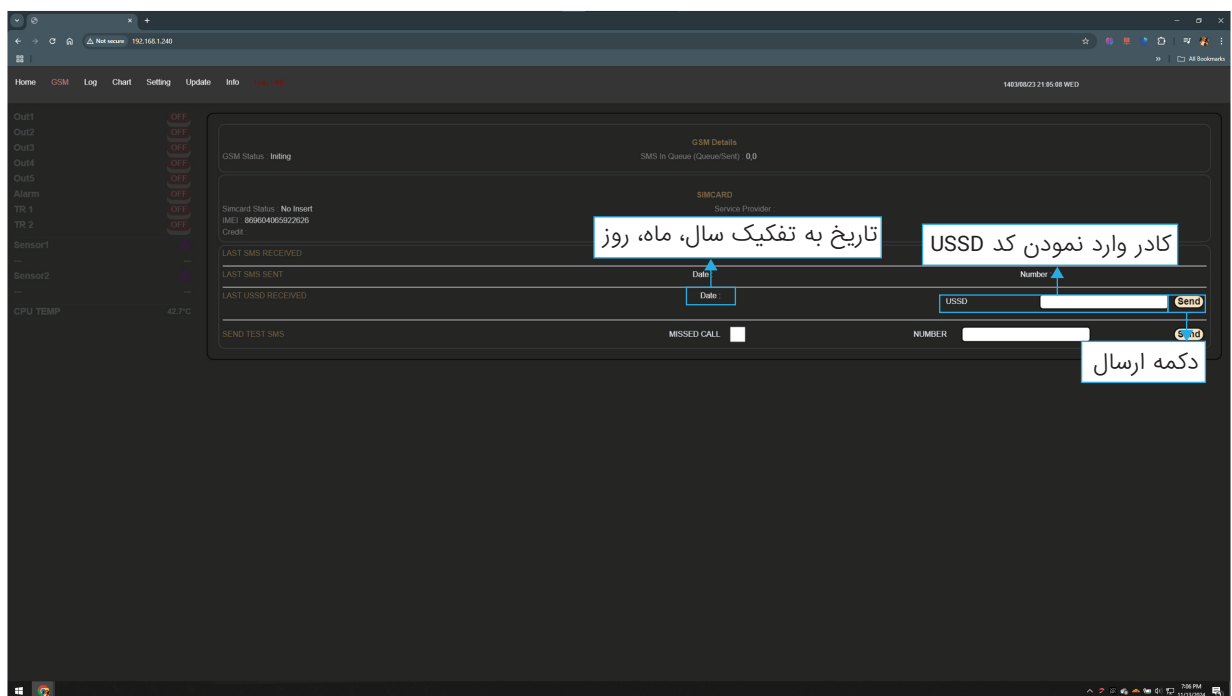 Not secure 192.168.1.240
All Bookmarks
Home GSM Log Chart Setting Update Info
1403/08/23 21:05:08 WED
Out1 OFF
Out2 OFF
Out3 OFF
Out4 OFF
Out5 OFF
Alarm OFF
TR 1 OFF
TR 2 OFF
Sensor1
---
Sensor2
---
CPU TEMP 42.7°C
GSM Details
GSM Status : Initing SMS In Queue (Queue/Sent) : 0,0
SIMCARD
Simcard Status : No Insert Service Provider :
IMEI : 869604065922626
Credit
تاریخ به تفکیک سال، ماه، روز
کادر وارد نمودن کد USSD
LAST SMS RECEIVED
LAST SMS SENT Date Number
LAST USSD RECEIVED Date : USSD Send
SEND TEST SMS MISSED CALL NUMBER Send
دکمه ارسال
7:06 PM
11/13/2024